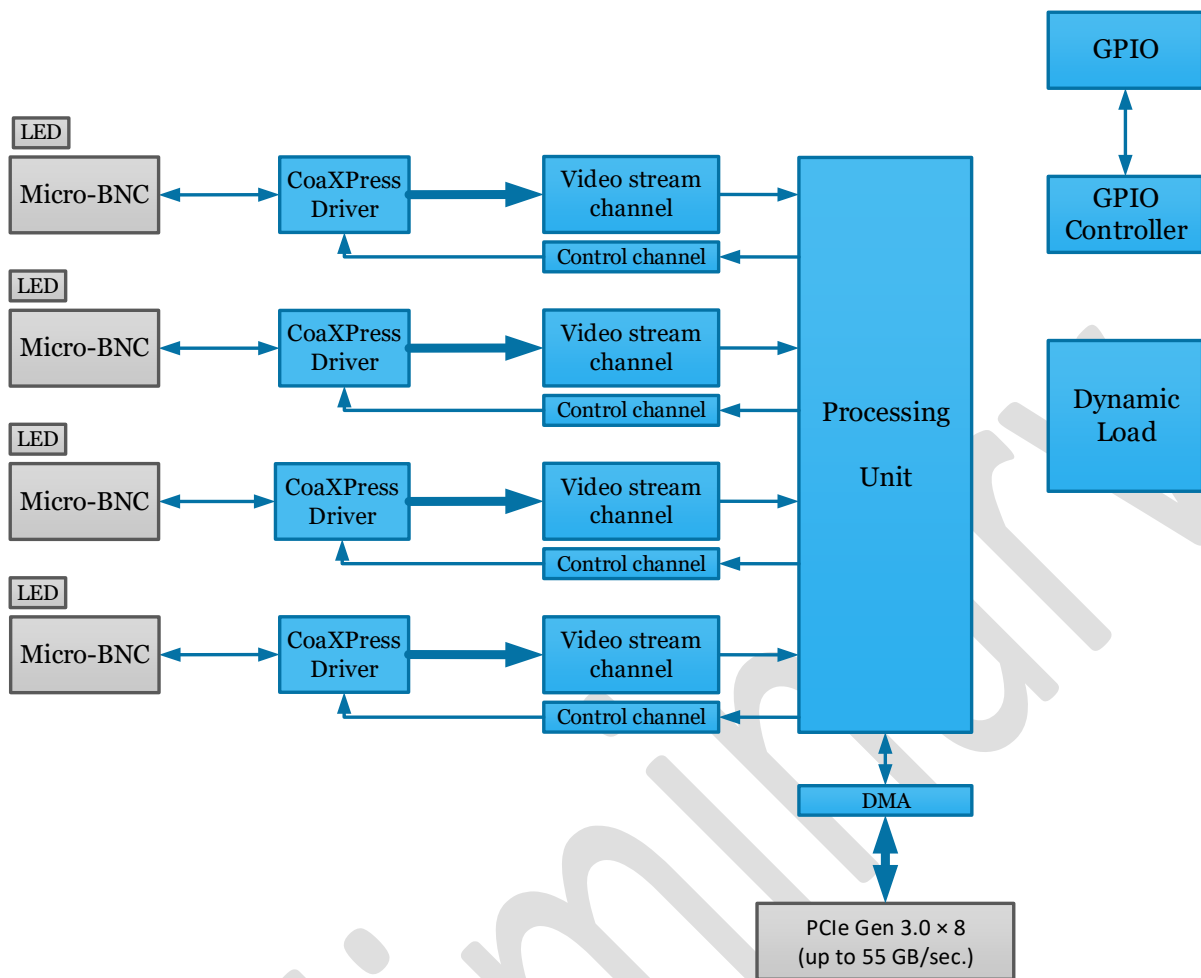 GPIO
GPIO
Controller
Dynamic
Load
LED
Micro-BNC
CoaXPress
Driver
Video stream
channel
Control channel
LED
Micro-BNC
CoaXPress
Driver
Video stream
channel
Control channel
LED
Micro-BNC
CoaXPress
Driver
Video stream
channel
Control channel
LED
Micro-BNC
CoaXPress
Driver
Video stream
channel
Control channel
Processing
Unit
DMA
PCIe Gen 3.0 × 8
(up to 55 GB/sec.)